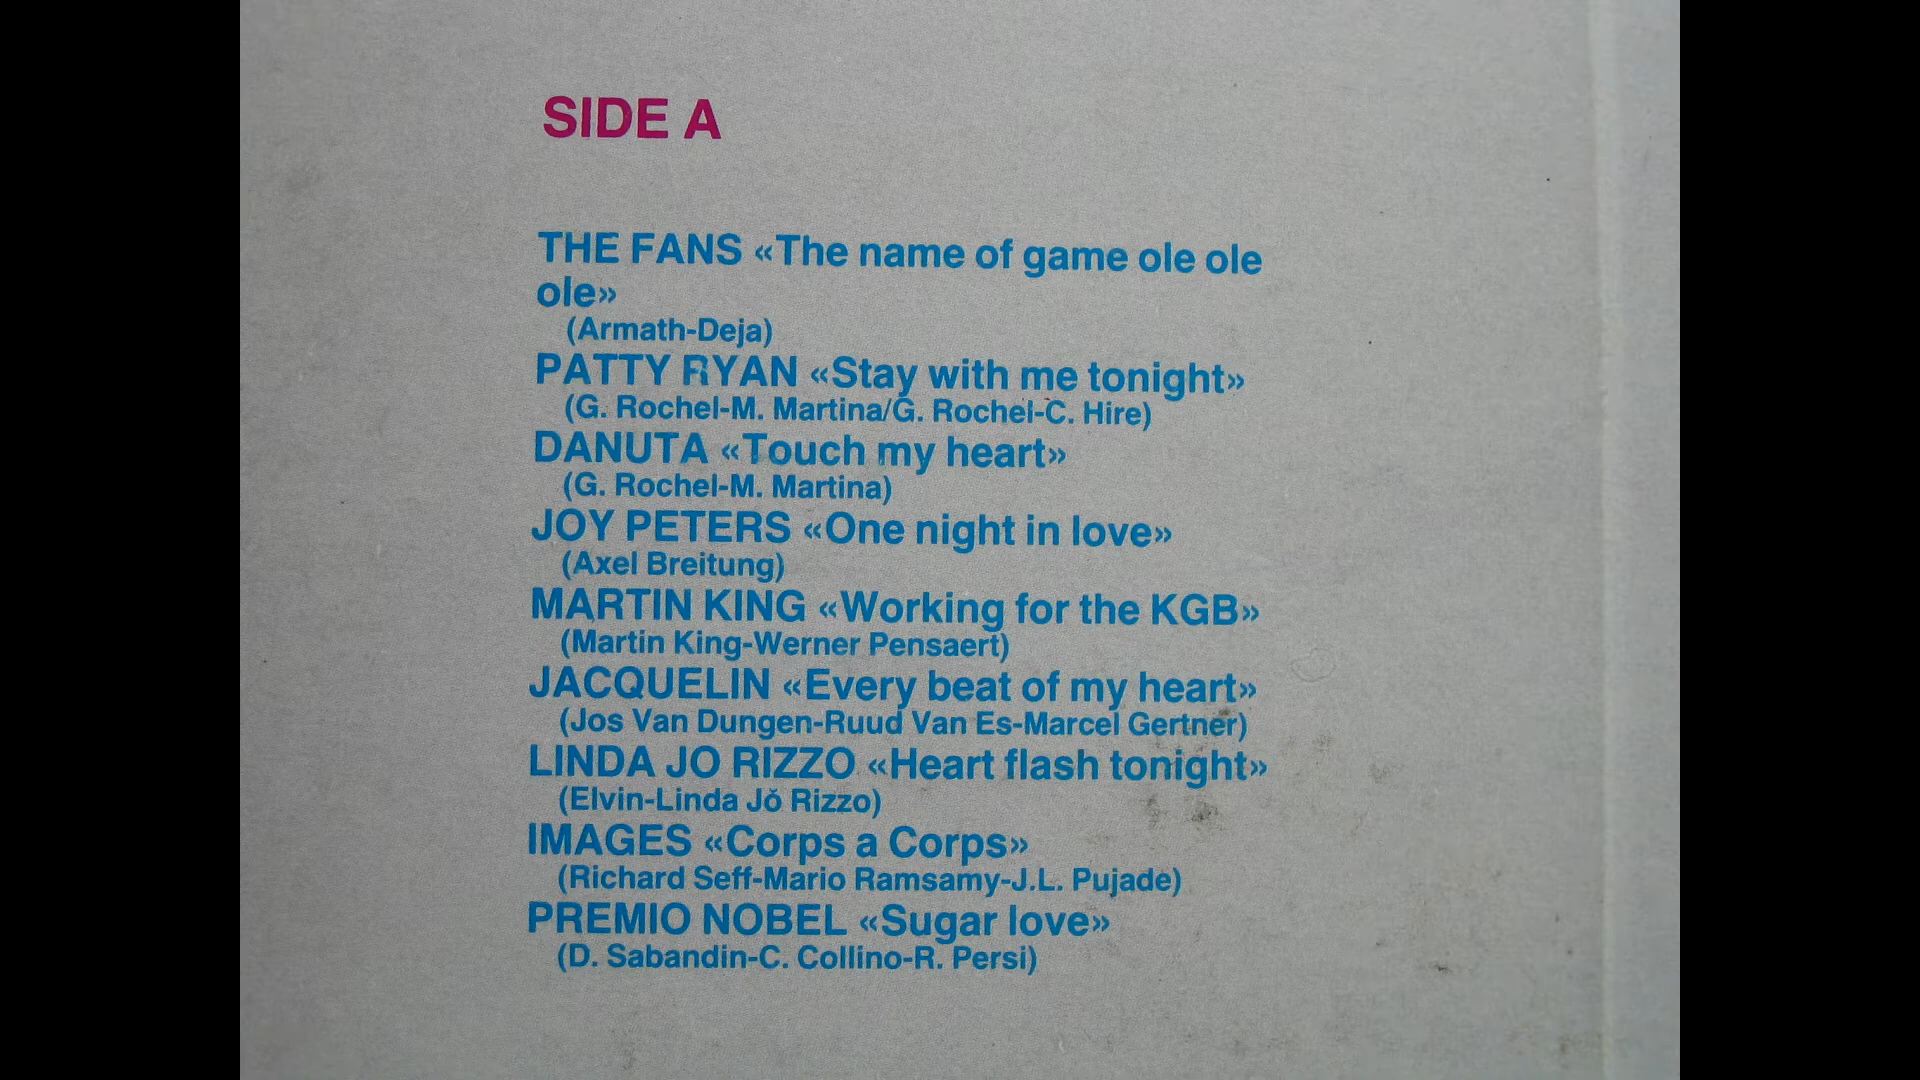 SIDE A
THE FANS «The name of game ole ole
ole»
(Armath-Deja)
PATTY RYAN «Stay with me tonight»
(G. Rochel-M. Martina/G. Rochel-C. Hire)
DANUTA «Touch my heart»
(G. Rochel-M. Martina)
JOY PETERS «One night in love»
(Axel Breitung)
MARTIN KING «Working for the KGB»
(Martin King-Werner Pensaert)
JACQUELIN «Every beat of my heart»
(Jos Van Dungen-Ruud Van Es-Marcel Gertner)
LINDA JO RIZZO «Heart flash tonight»
(Elvin-Linda Jǒ Rizzo)
IMAGES «Corps a Corps»
(Richard Seff-Mario Ramsamy-J.L. Pujade)
PREMIO NOBEL «Sugar love»
(D. Sabandin-C. Collino-R. Persi)